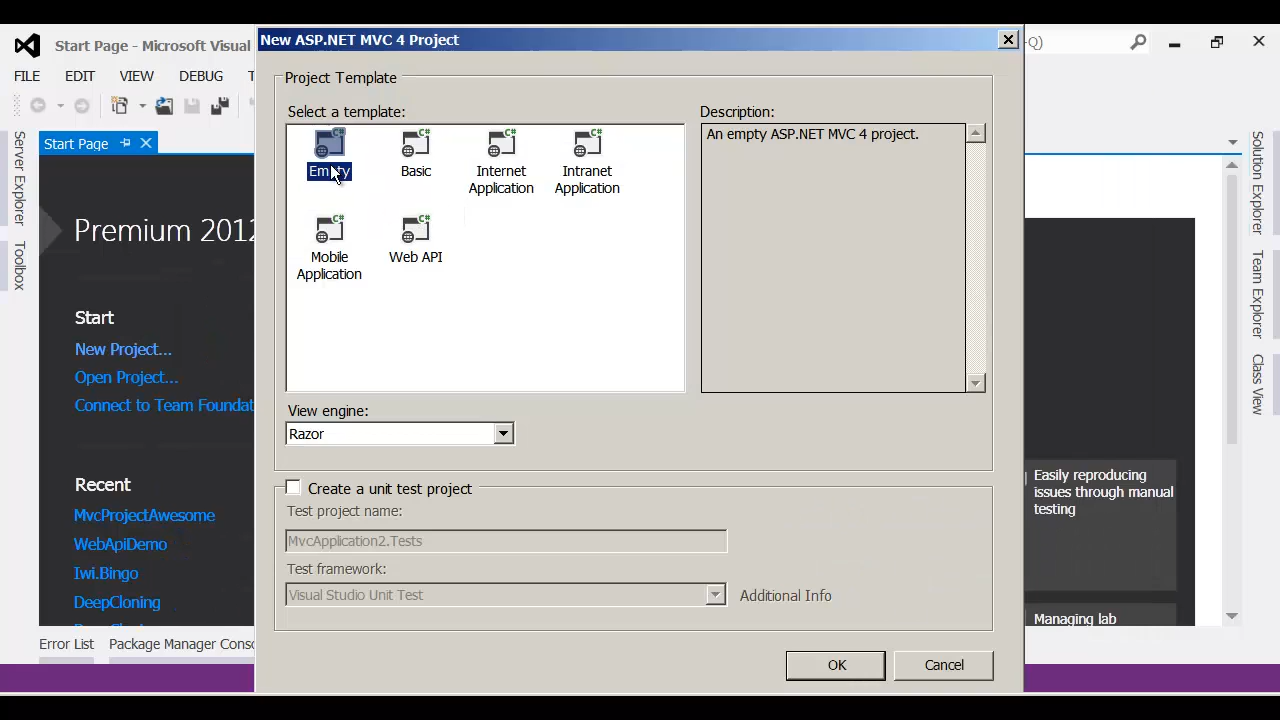 New ASP.NET MVC 4 Project
Start Page - Microsoft Visual
-Q)
FILE EDIT VIEW DEBUG T
Project Template
Select a template:
Description:
Empty
Basic
Internet
Application
Intranet
Application
Mobile
Application
Web API
An empty ASP.NET MVC 4 project.
View engine:
Razor
Create a unit test project
Test project name:
MvcApplication2.Tests
Test framework:
Visual Studio Unit Test
Additional Info
OK
Cancel
Server Explorer
Toolbox
Start Page
Premium 2012
Start
New Project...
Open Project...
Connect to Team Foundat
Recent
MvcProjectAwesome
WebApiDemo
Iwi.Bingo
DeepCloning
Error List
Package Manager Conso
Easily reproducing
issues through manual
testing
Managing lab
Solution Explorer
Team Explorer
Class View